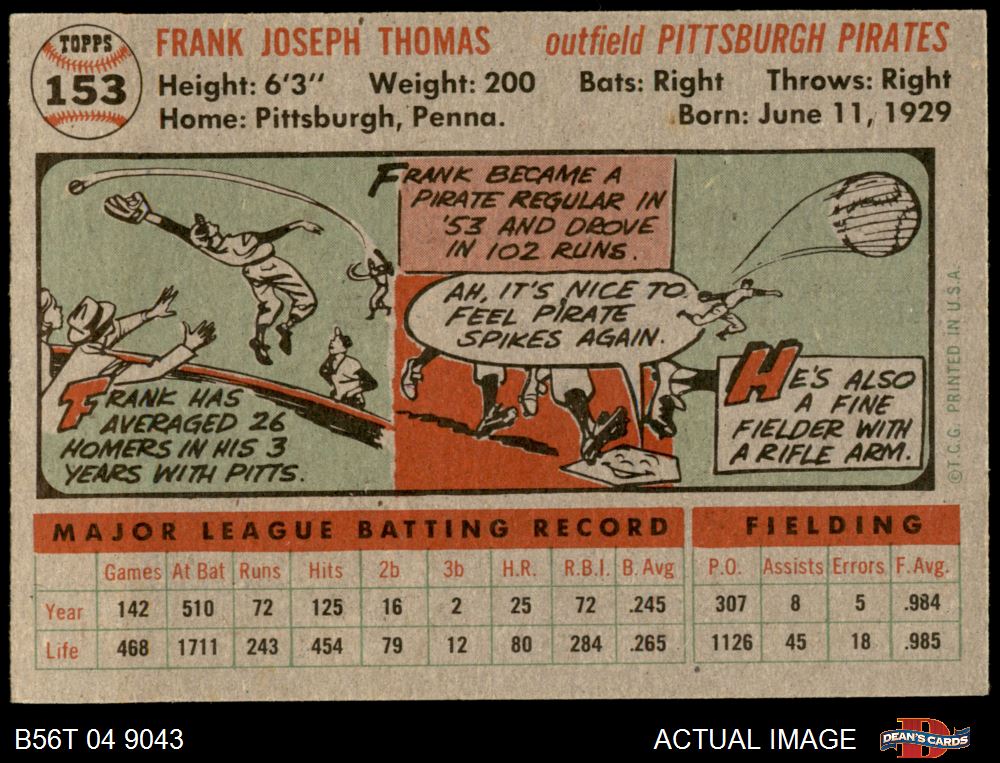 TOPPS
153
FRANK JOSEPH THOMAS outfield PITTSBURGH PIRATES
Height: 6'3" Weight: 200 Bats: Right Throws: Right
Home: Pittsburgh, Penna. Born: June 11, 1929
FRANK HAS
AVERAGED 26
HOMERS IN HIS 3
YEARS WITH PITTS.
FRANK BECAME A
PIRATE REGULAR IN
'53 AND DROVE
IN 102 RUNS.
AH, IT'S NICE TO
FEEL PIRATE
SPIKES AGAIN.
HE'S ALSO
A FINE
FIELDER WITH
A RIFLE ARM.
©T.C.G. PRINTED IN U.S.A.
MAJOR LEAGUE BATTING RECORD FIELDING
Games At Bat Runs Hits 2b 3b H.R. R.B.I. B. Avg P.O. Assists Errors F. Avg.
Year 142 510 72 125 16 2 25 72 .245 307 8 5 .984
Life 468 1711 243 454 79 12 80 284 .265 1126 45 18 .985
B56T 04 9043 ACTUAL IMAGE D DEAN'S CARDS